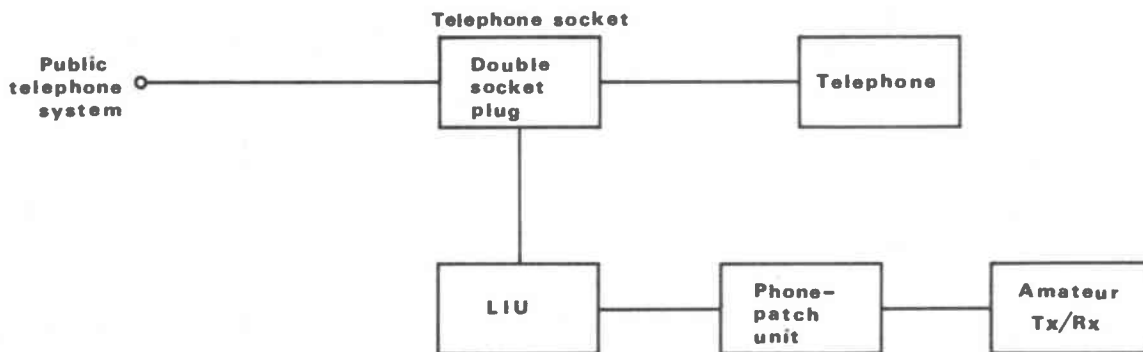 Telephone socket
Public
telephone
system
Double
socket
plug
Telephone
LIU
Phone-
patch
unit
Amateur
Tx/Rx